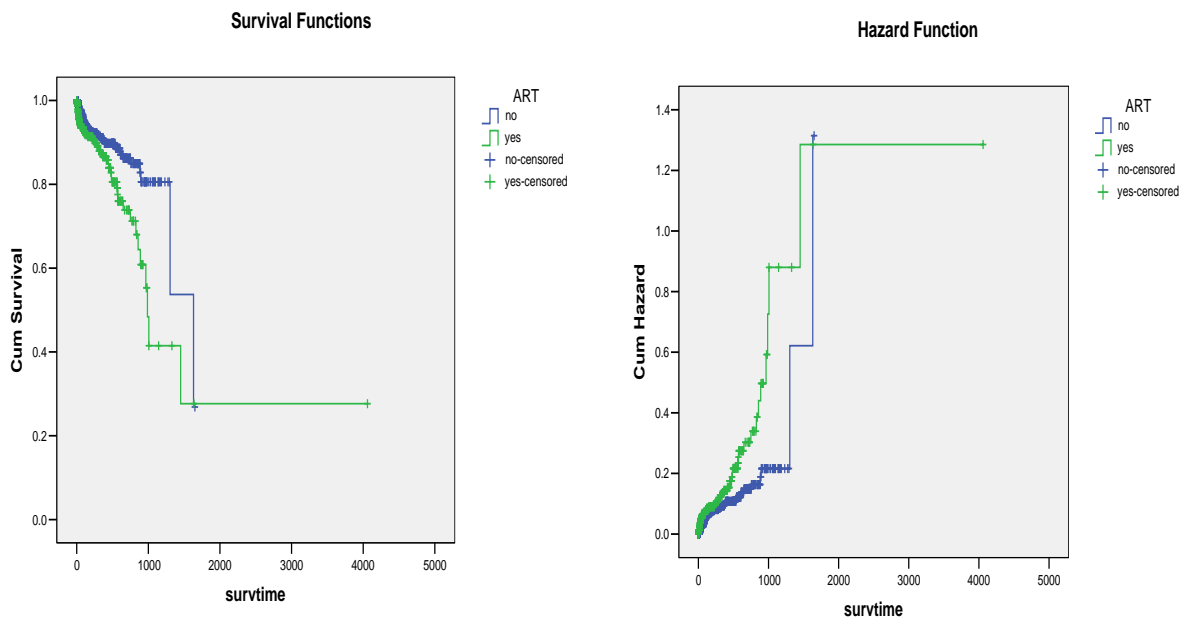 Survival Functions
Cum Survival
1.0
0.8
0.6
0.4
0.2
0.0
0
1000
2000
3000
4000
5000
survtime
ART
no
yes
no-censored
yes-censored
Hazard Function
Cum Hazard
1.4
1.2
1.0
0.8
0.6
0.4
0.2
0.0
0
1000
2000
3000
4000
5000
survtime
ART
no
yes
no-censored
yes-censored